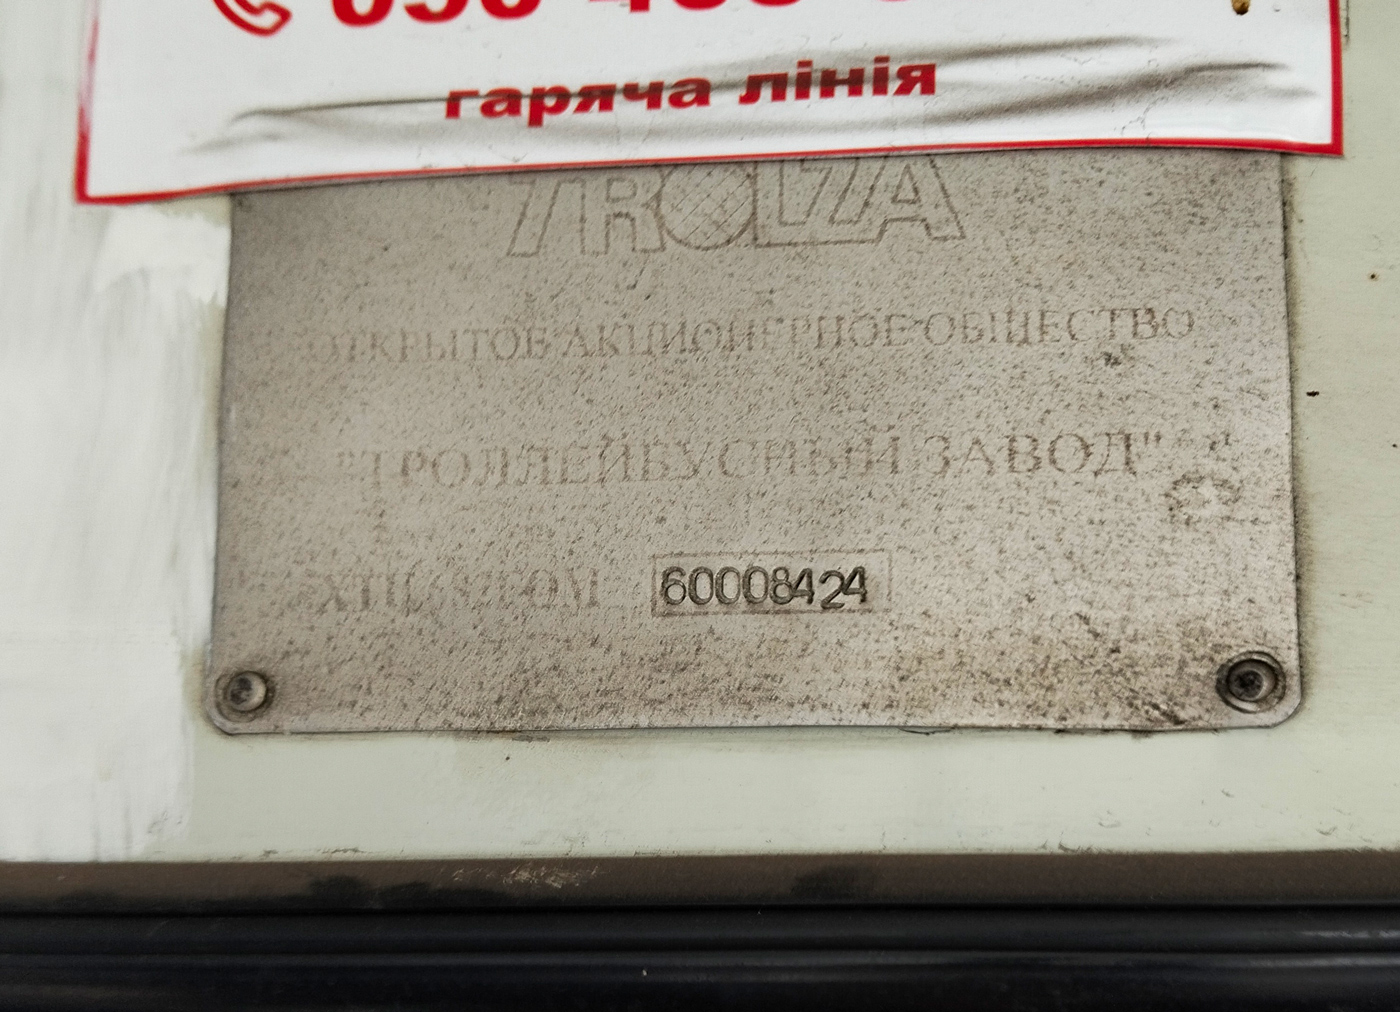 гаряча лінія
TROLZA
ОТКРЫТОЕ АКЦИОНЕРНОЕ ОБЩЕСТВО
"ТРОЛЛЕЙБУСНЫЙ ЗАВОД"
60008424